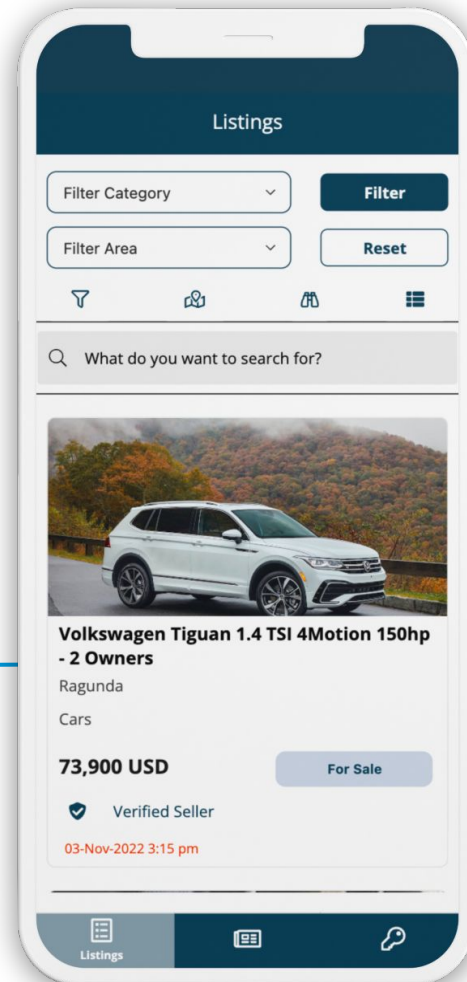 Listings
Filter Category
Filter
Filter Area
Reset
What do you want to search for?
Volkswagen Tiguan 1.4 TSI 4Motion 150hp
- 2 Owners
Ragunda
Cars
73,900 USD
For Sale
Verified Seller
03-Nov-2022 3:15 pm
Listings